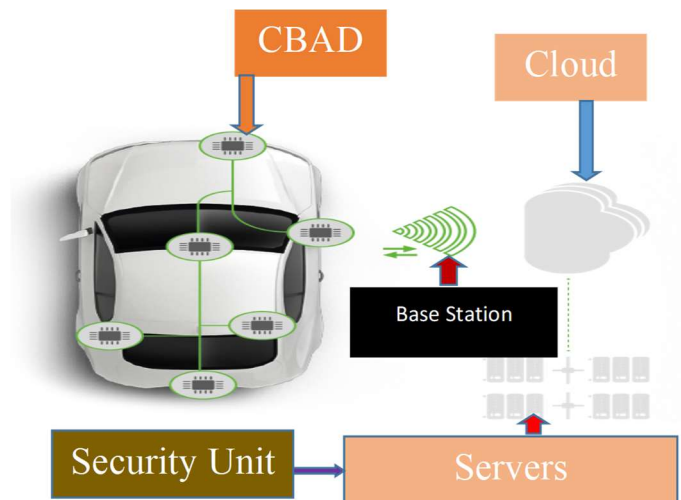 CBAD
Cloud
Base Station
Security Unit
Servers